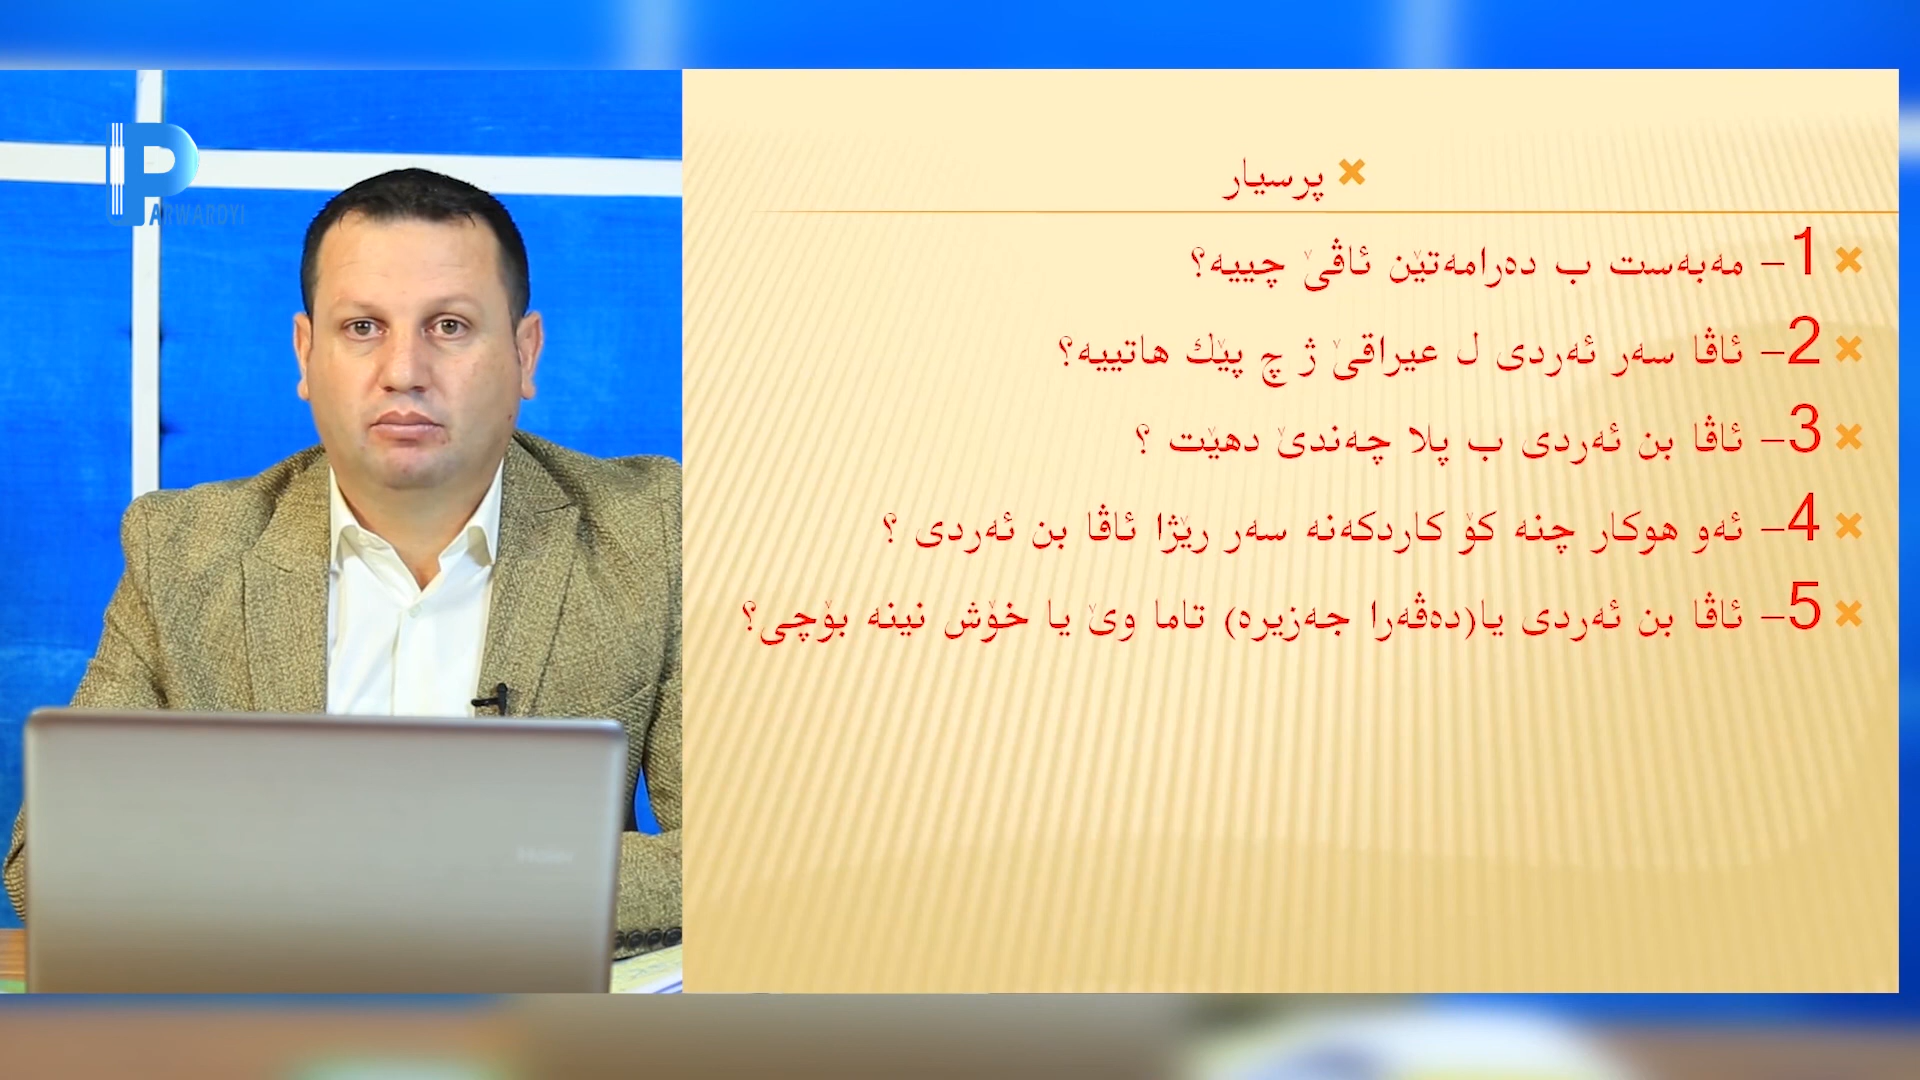 PARWARDYI
پرسیار
1- مەبەست ب دەرامەتێن ئاڤێ چییە؟
2- ئاڤا سەر ئەردی ل عیراقێ ژ چ پێك هاتییە؟
3- ئاڤا بن ئەردی ب پلا چەندێ دهێت ؟
4- ئەو هوکار چنە کۆ کاردکەنە سەر رێژا ئاڤا بن ئەردی ؟
5- ئاڤا بن ئەردی یا(دەڤەرا جەزیرە) تاما وێ یا خۆش نینە بۆچی؟